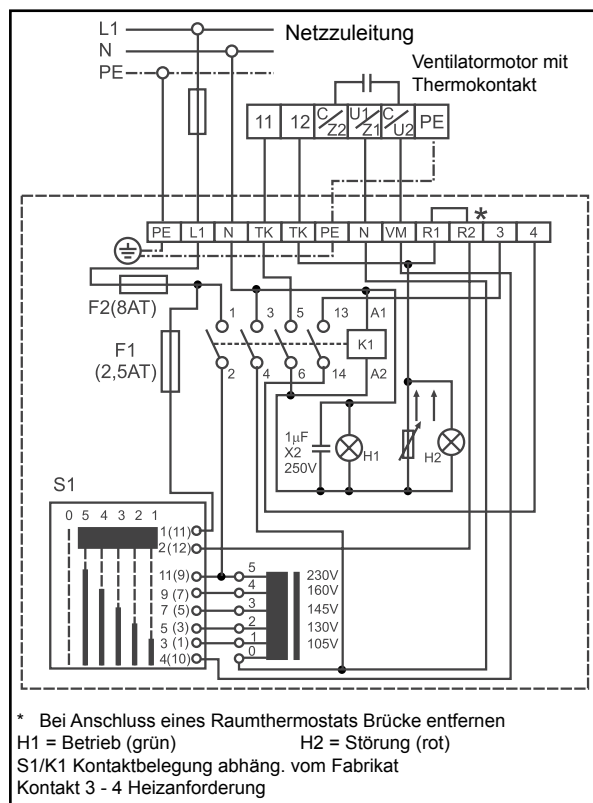 L1
Netzzuleitung
N
PE
Ventilatormotor mit
Thermokontakt
11 12 C/Z2 U1/Z1 C/U2 PE
PE L1 N TK TK PE N VM R1 R2 3 4
*
F2(8AT)
1 3 5 13 A1
F1
(2,5AT)
K1
2 4 6 14 A2
1µF
X2
250V
H1
H2
S1
0 5 4 3 2 1
1(11)
2(12)
11(9) 5 230V
9 (7) 4 160V
7 (5) 3 145V
5 (3) 2 130V
3 (1) 1 105V
4(10) 0
* Bei Anschluss eines Raumthermostats Brücke entfernen
H1 = Betrieb (grün) H2 = Störung (rot)
S1/K1 Kontaktbelegung abhäng. vom Fabrikat
Kontakt 3 - 4 Heizanforderung